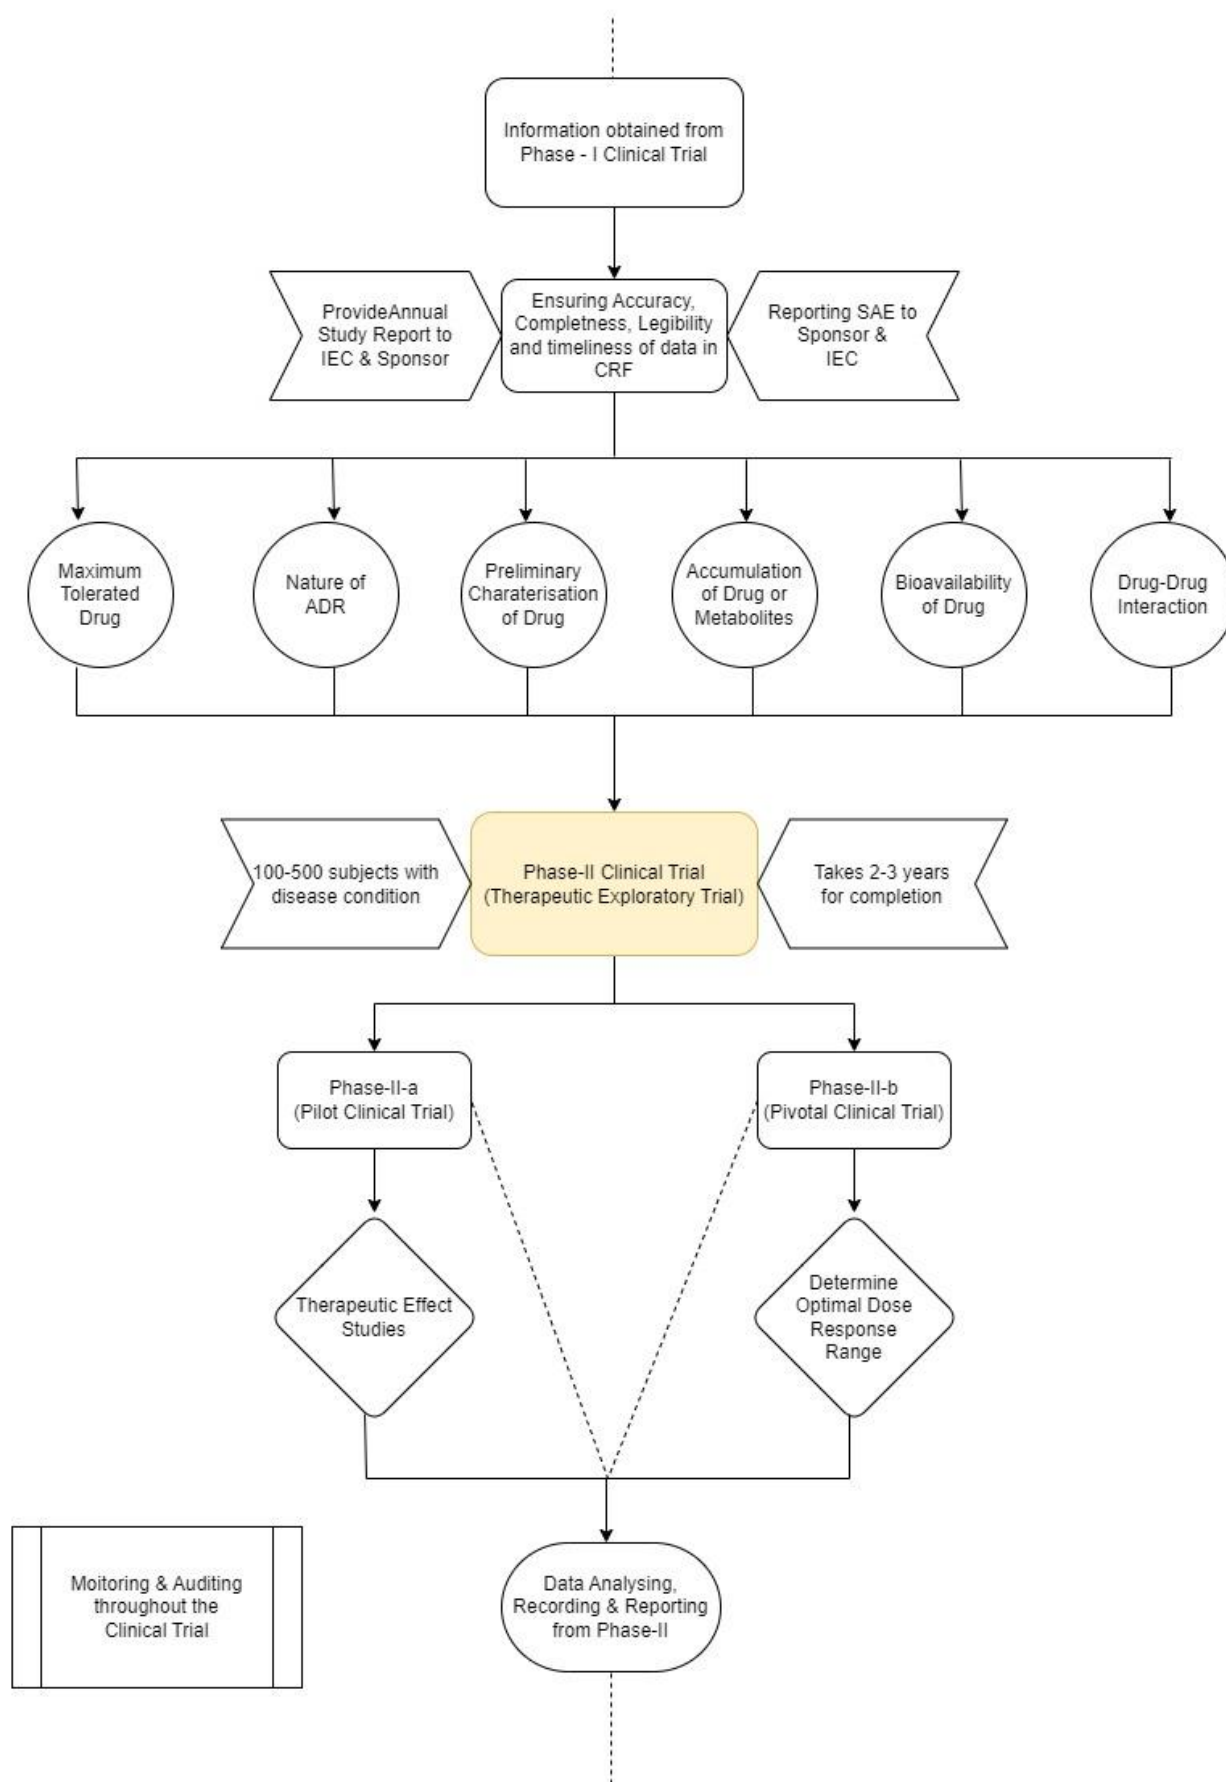 Information obtained from
Phase - I Clinical Trial
ProvideAnnual
Study Report to
IEC & Sponsor
Ensuring Accuracy,
Completness, Legibility
and timeliness of data in
CRF
Reporting SAE to
Sponsor &
IEC
Maximum
Tolerated
Drug
Nature of
ADR
Preliminary
Charaterisation
of Drug
Accumulation
of Drug or
Metabolites
Bioavailability
of Drug
Drug-Drug
Interaction
100-500 subjects with
disease condition
Phase-II Clinical Trial
(Therapeutic Exploratory Trial)
Takes 2-3 years
for completion
Phase-II-a
(Pilot Clinical Trial)
Phase-II-b
(Pivotal Clinical Trial)
Therapeutic Effect
Studies
Determine
Optimal Dose
Response
Range
Moitoring & Auditing
throughout the
Clinical Trial
Data Analysing,
Recording & Reporting
from Phase-II